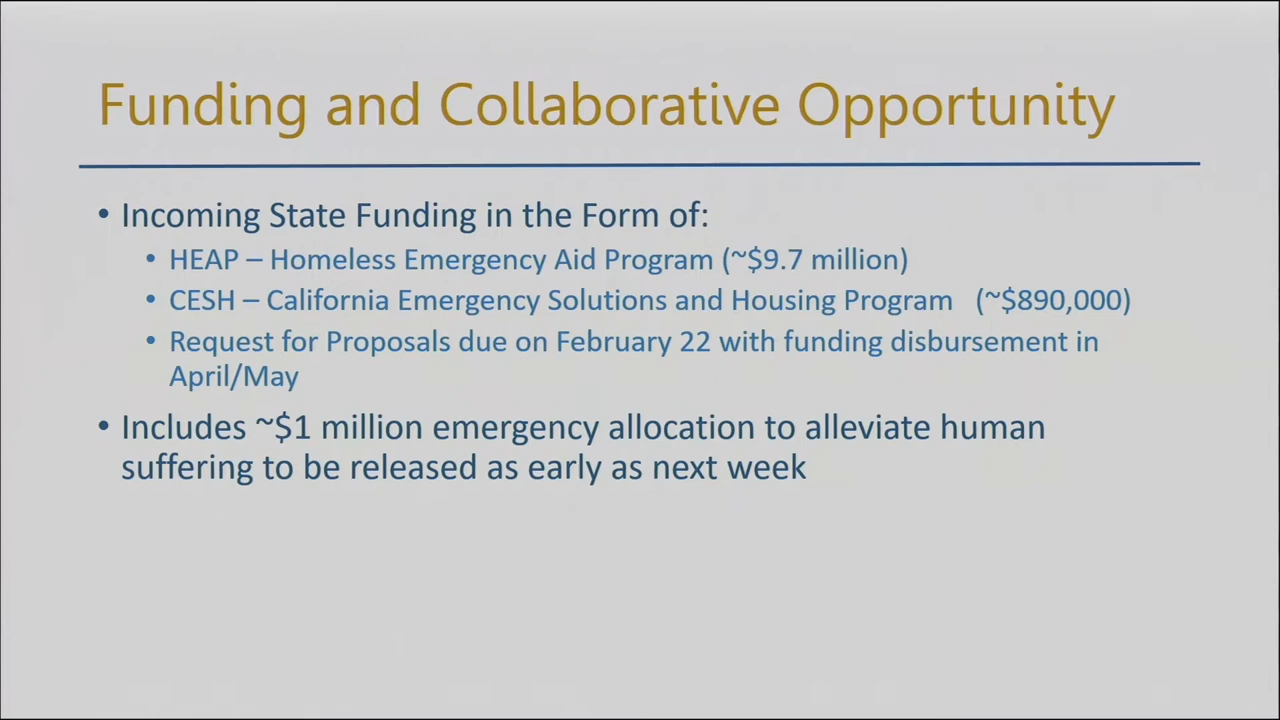 Funding and Collaborative Opportunity
• Incoming State Funding in the Form of:
• HEAP – Homeless Emergency Aid Program (~$9.7 million)
• CESH – California Emergency Solutions and Housing Program (~$890,000)
• Request for Proposals due on February 22 with funding disbursement in
April/May
• Includes ~$1 million emergency allocation to alleviate human
suffering to be released as early as next week